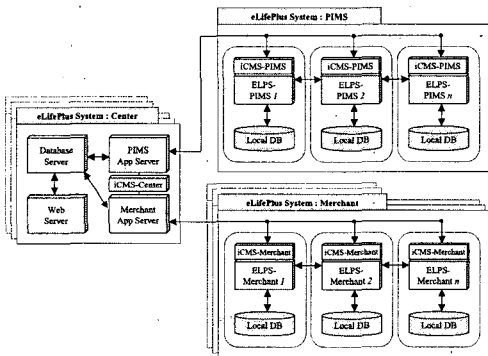 eLifePlus System : PIMS
iCMS-PIMS
ELPS-
PIMS 1
Local DB
iCMS-PIMS
ELPS-
PIMS 2
Local DB
iCMS-PIMS
ELPS-
PIMS n
Local DB
eLifePlus System : Center
Database
Server
PIMS
App Server
iCMS-Center
Web
Server
Merchant
App Server
eLifePlus System : Merchant
iCMS-Merchant
ELPS-
Merchant 1
Local DB
iCMS-Merchant
ELPS-
Merchant 2
Local DB
iCMS-Merchant
ELPS-
Merchant n
Local DB